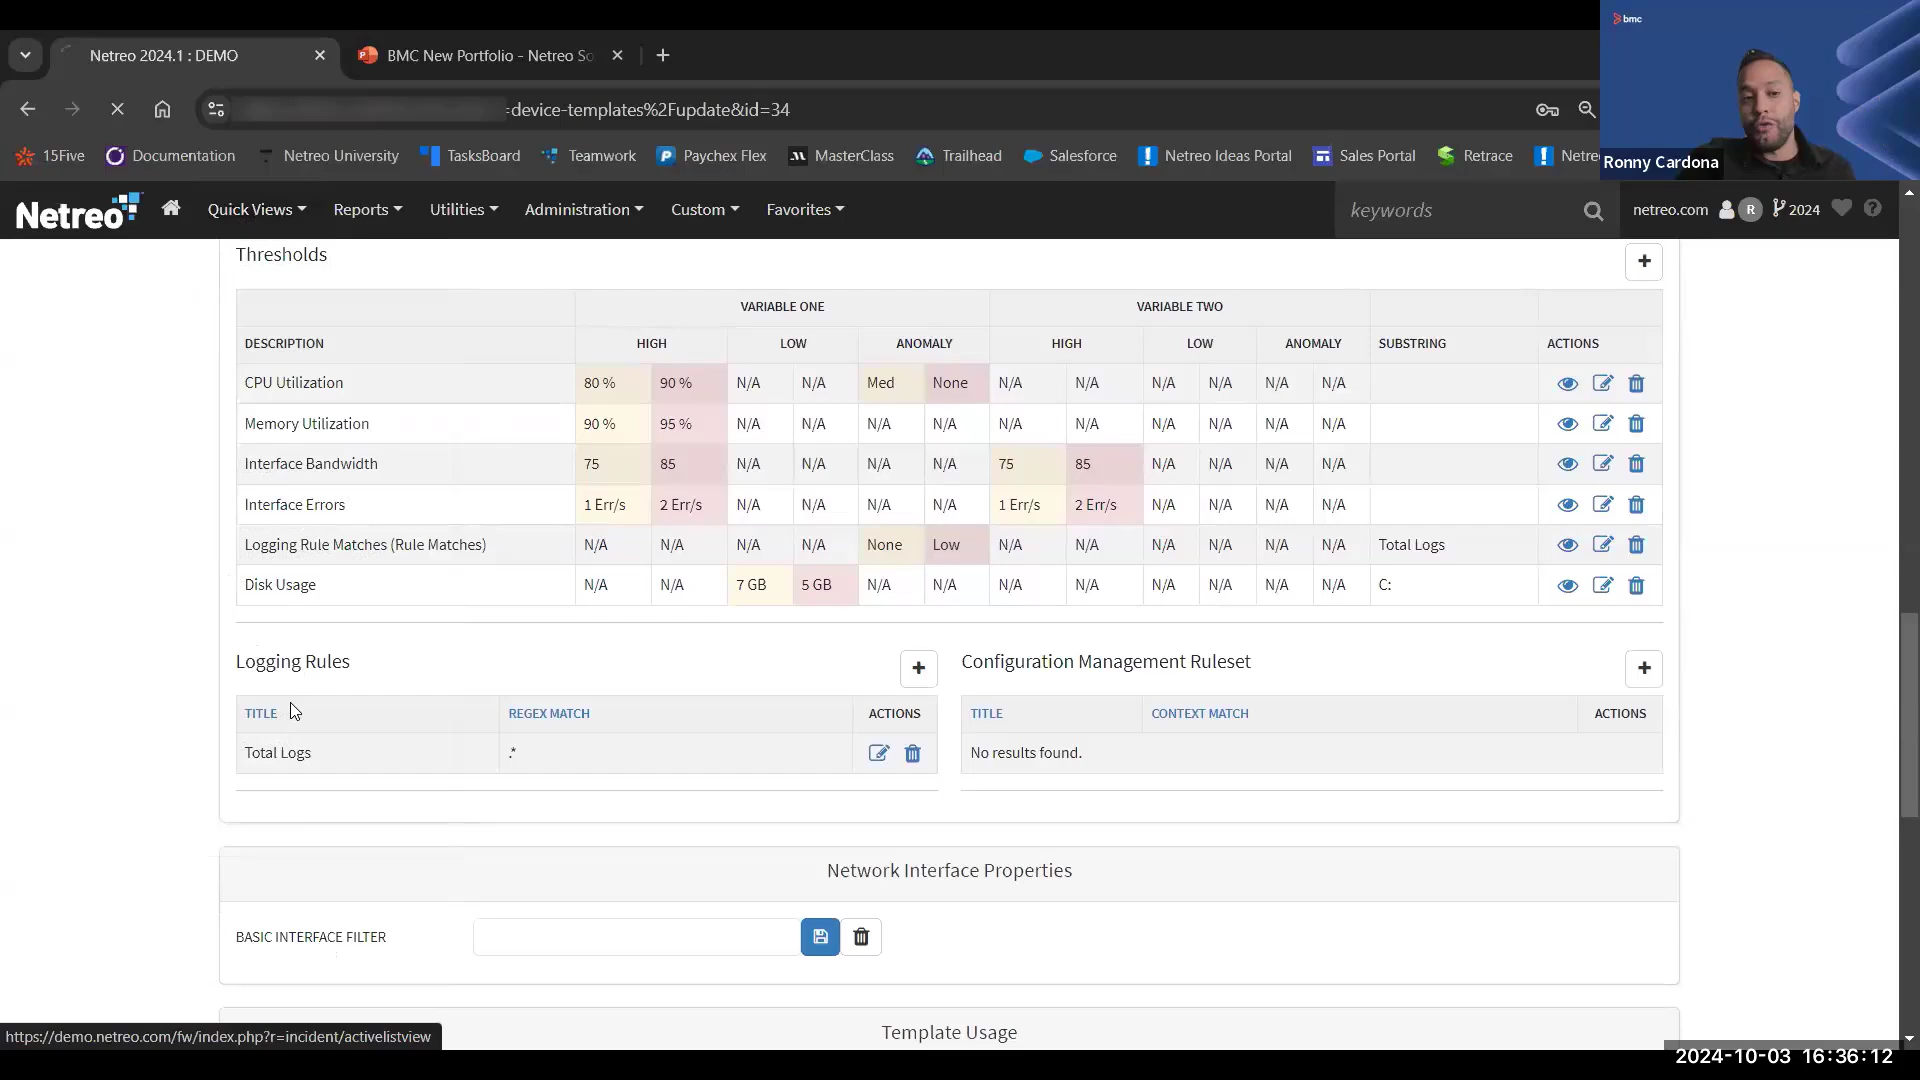 bmc
Netreo 2024.1 : DEMO
BMC New Portfolio - Netreo So
=device-templates%2Fupdate&id=34
15Five Documentation Netreo University TasksBoard Teamwork Paychex Flex MasterClass Trailhead Salesforce Netreo Ideas Portal Sales Portal Retrace Netre
Ronny Cardona
Netreo Quick Views Reports Utilities Administration Custom Favorites keywords netreo.com R 2024
Thresholds
VARIABLE ONE VARIABLE TWO
DESCRIPTION HIGH LOW ANOMALY HIGH LOW ANOMALY SUBSTRING ACTIONS
CPU Utilization 80 % 90 % N/A N/A Med None N/A N/A N/A N/A N/A N/A
Memory Utilization 90 % 95 % N/A N/A N/A N/A N/A N/A N/A N/A N/A N/A
Interface Bandwidth 75 85 N/A N/A N/A N/A 75 85 N/A N/A N/A N/A
Interface Errors 1 Err/s 2 Err/s N/A N/A N/A N/A 1 Err/s 2 Err/s N/A N/A N/A N/A
Logging Rule Matches (Rule Matches) N/A N/A N/A N/A None Low N/A N/A N/A N/A N/A N/A Total Logs
Disk Usage N/A N/A 7 GB 5 GB N/A N/A N/A N/A N/A N/A N/A N/A C:
Logging Rules
TITLE REGEX MATCH ACTIONS
Total Logs .*
Configuration Management Ruleset
TITLE CONTEXT MATCH ACTIONS
No results found.
Network Interface Properties
BASIC INTERFACE FILTER
Template Usage
https://demo.netreo.com/fw/index.php?r=incident/activelistview
2024-10-03 16:36:12